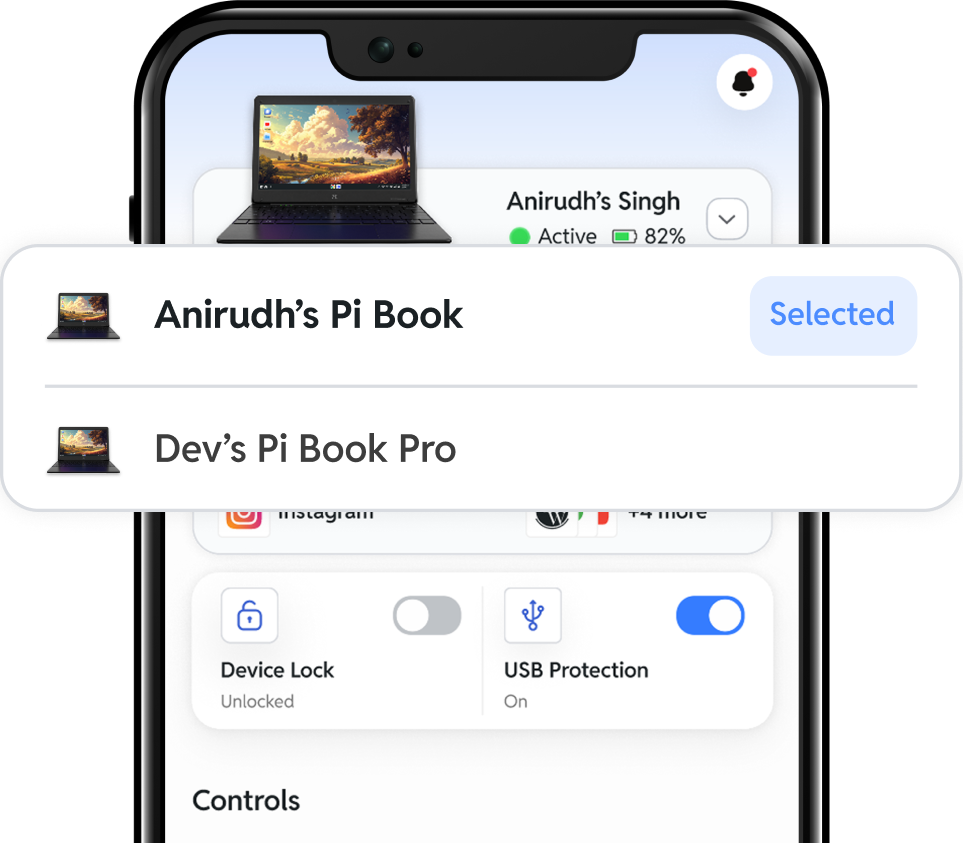 Anirudh’s Singh
Active 82%
Anirudh’s Pi Book
Selected
Dev’s Pi Book Pro
Instagram
+4 more
Device Lock
Unlocked
USB Protection
On
Controls